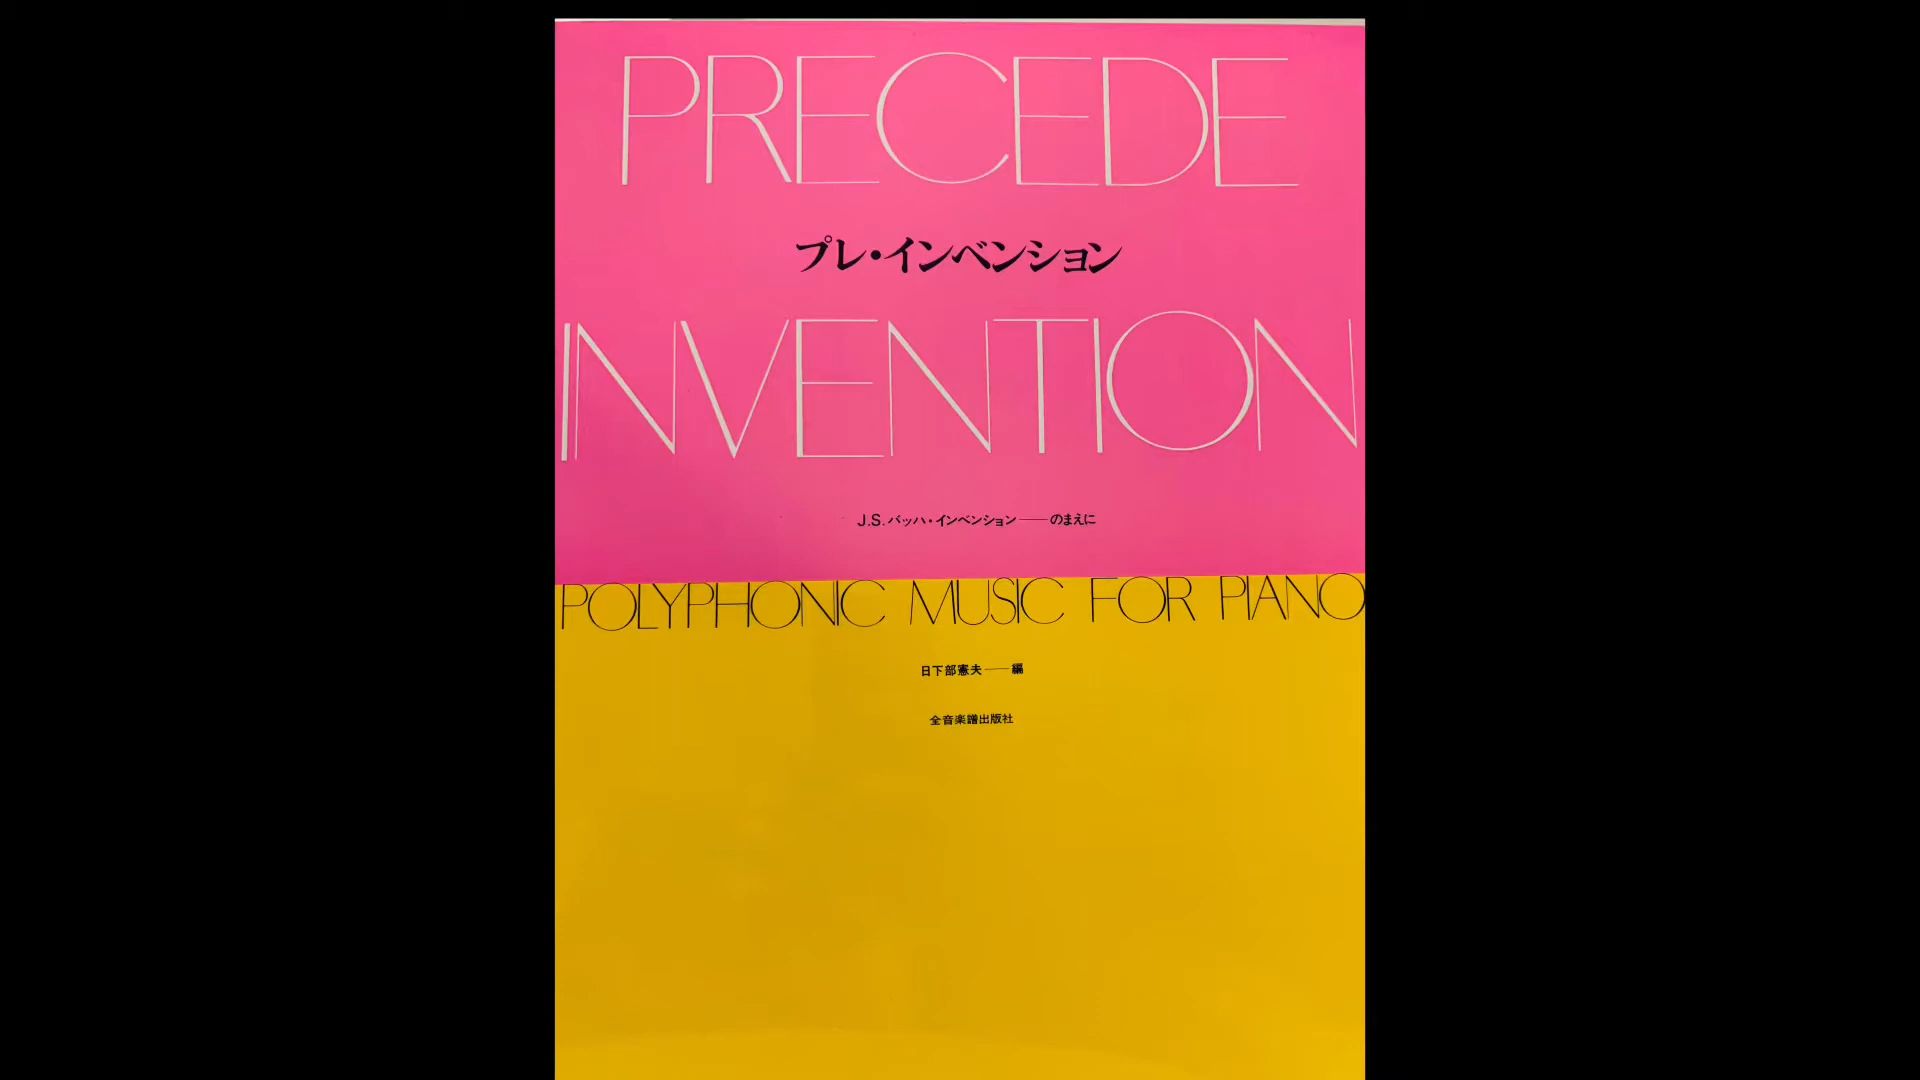 PRECEDE
プレ・インベンション
INVENTION
J.S.バッハ・インベンション——のまえに
POLYPHONIC MUSIC FOR PIANO
日下部憲夫——編
全音楽譜出版社